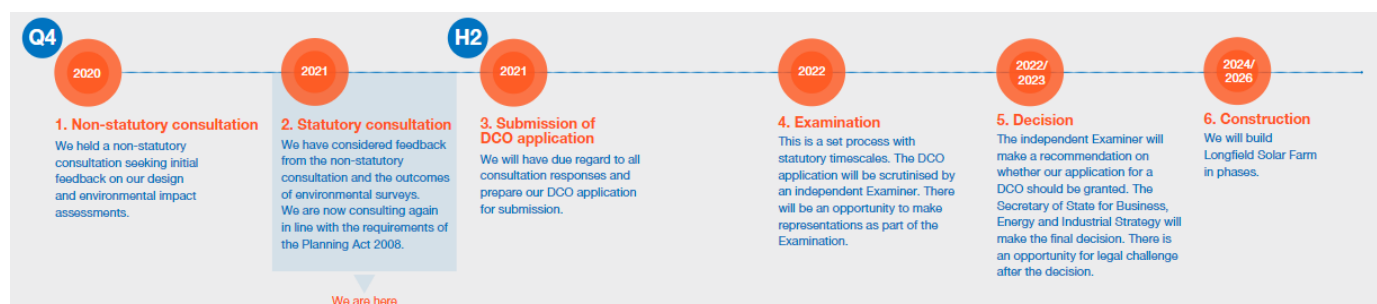 Q4
2020
1. Non-statutory consultation
We held a non-statutory
consultation seeking initial
feedback on our design
and environmental impact
assessments.
2021
2. Statutory consultation
We have considered feedback
from the non-statutory
consultation and the outcomes
of environmental surveys.
We are now consulting again
in line with the requirements of
the Planning Act 2008.
We are here
H2
2021
3. Submission of
DCO application
We will have due regard to all
consultation responses and
prepare our DCO application
for submission.
2022
4. Examination
This is a set process with
statutory timescales. The DCO
application will be scrutinised by
an independent Examiner. There
will be an opportunity to make
representations as part of the
Examination.
2022/
2023
5. Decision
The independent Examiner will
make a recommendation on
whether our application for a
DCO should be granted. The
Secretary of State for Business,
Energy and Industrial Strategy will
make the final decision. There is
an opportunity for legal challenge
after the decision.
2024/
2026
6. Construction
We will build
Longfield Solar Farm
in phases.